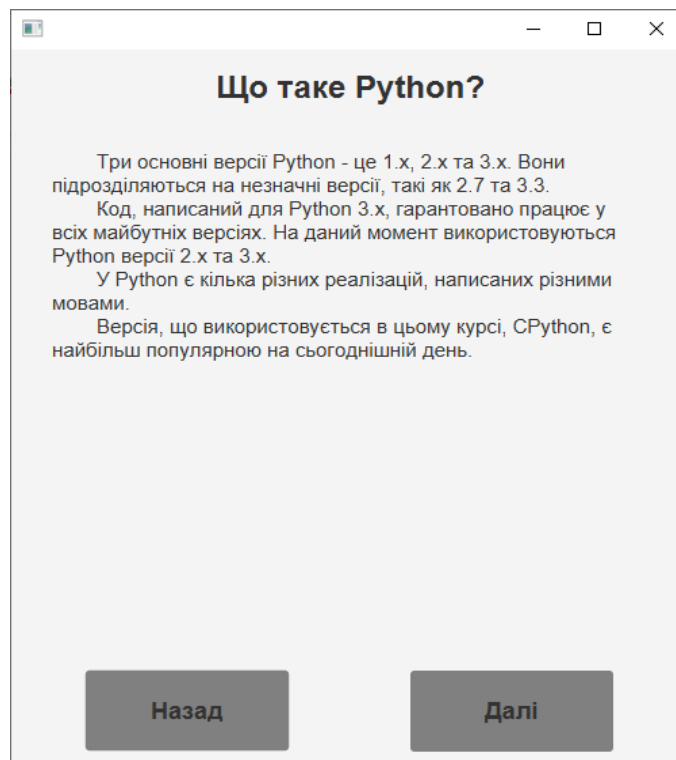 Що таке Python?
Три основні версії Python - це 1.x, 2.x та 3.x. Вони
підрозділяються на незначні версії, такі як 2.7 та 3.3.
Код, написаний для Python 3.x, гарантовано працює у
всіх майбутніх версіях. На даний момент використовуються
Python версії 2.x та 3.x.
У Python є кілька різних реалізацій, написаних різними
мовами.
Версія, що використовується в цьому курсі, CPython, є
найбільш популярною на сьогоднішній день.
Назад
Далі